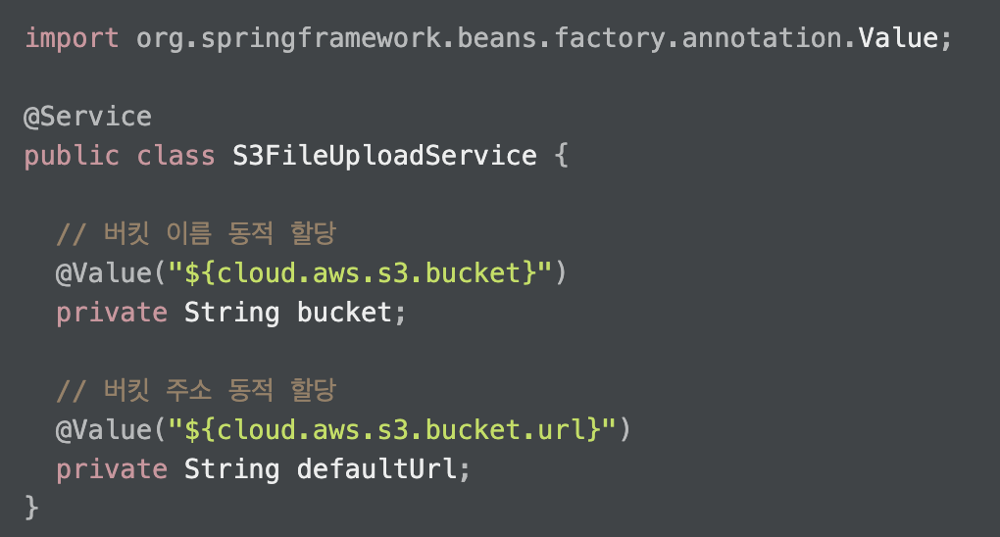 import org.springframework.beans.factory.annotation.Value;
@Service
public class S3FileUploadService {
// 버킷 이름 동적 할당
@Value("${cloud.aws.s3.bucket}")
private String bucket;
// 버킷 주소 동적 할당
@Value("${cloud.aws.s3.bucket.url}")
private String defaultUrl;
}